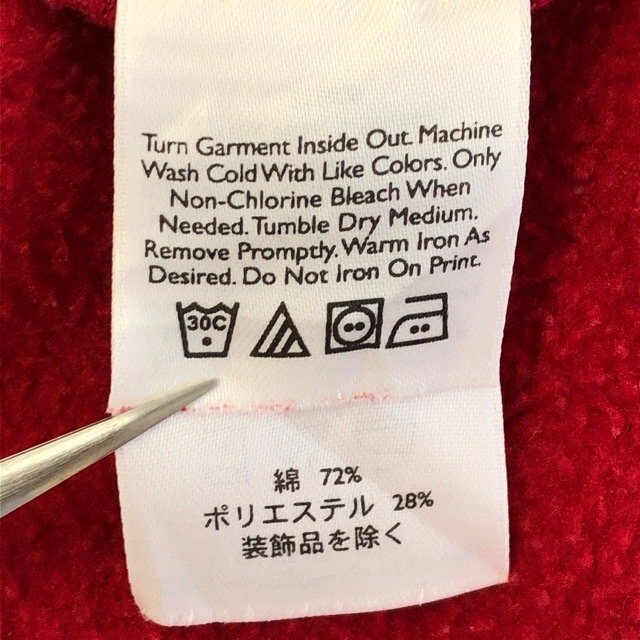 Turn Garment Inside Out. Machine
Wash Cold With Like Colors. Only
Non-Chlorine Bleach When
Needed. Tumble Dry Medium.
Remove Promptly. Warm Iron As
Desired. Do Not Iron On Print.
30C
綿 72%
ポリエステル 28%
装飾品を除く